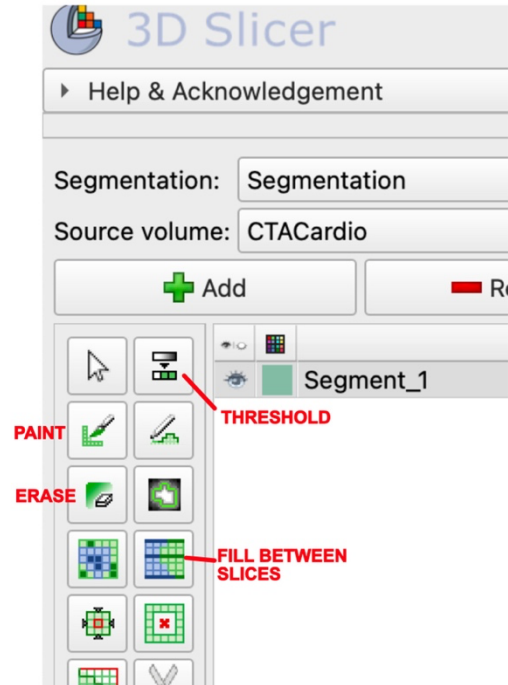 3D Slicer
Help & Acknowledgement
Segmentation: Segmentation
Source volume: CTACardio
Add
Segment_1
THRESHOLD
PAINT
ERASE
FILL BETWEEN
SLICES